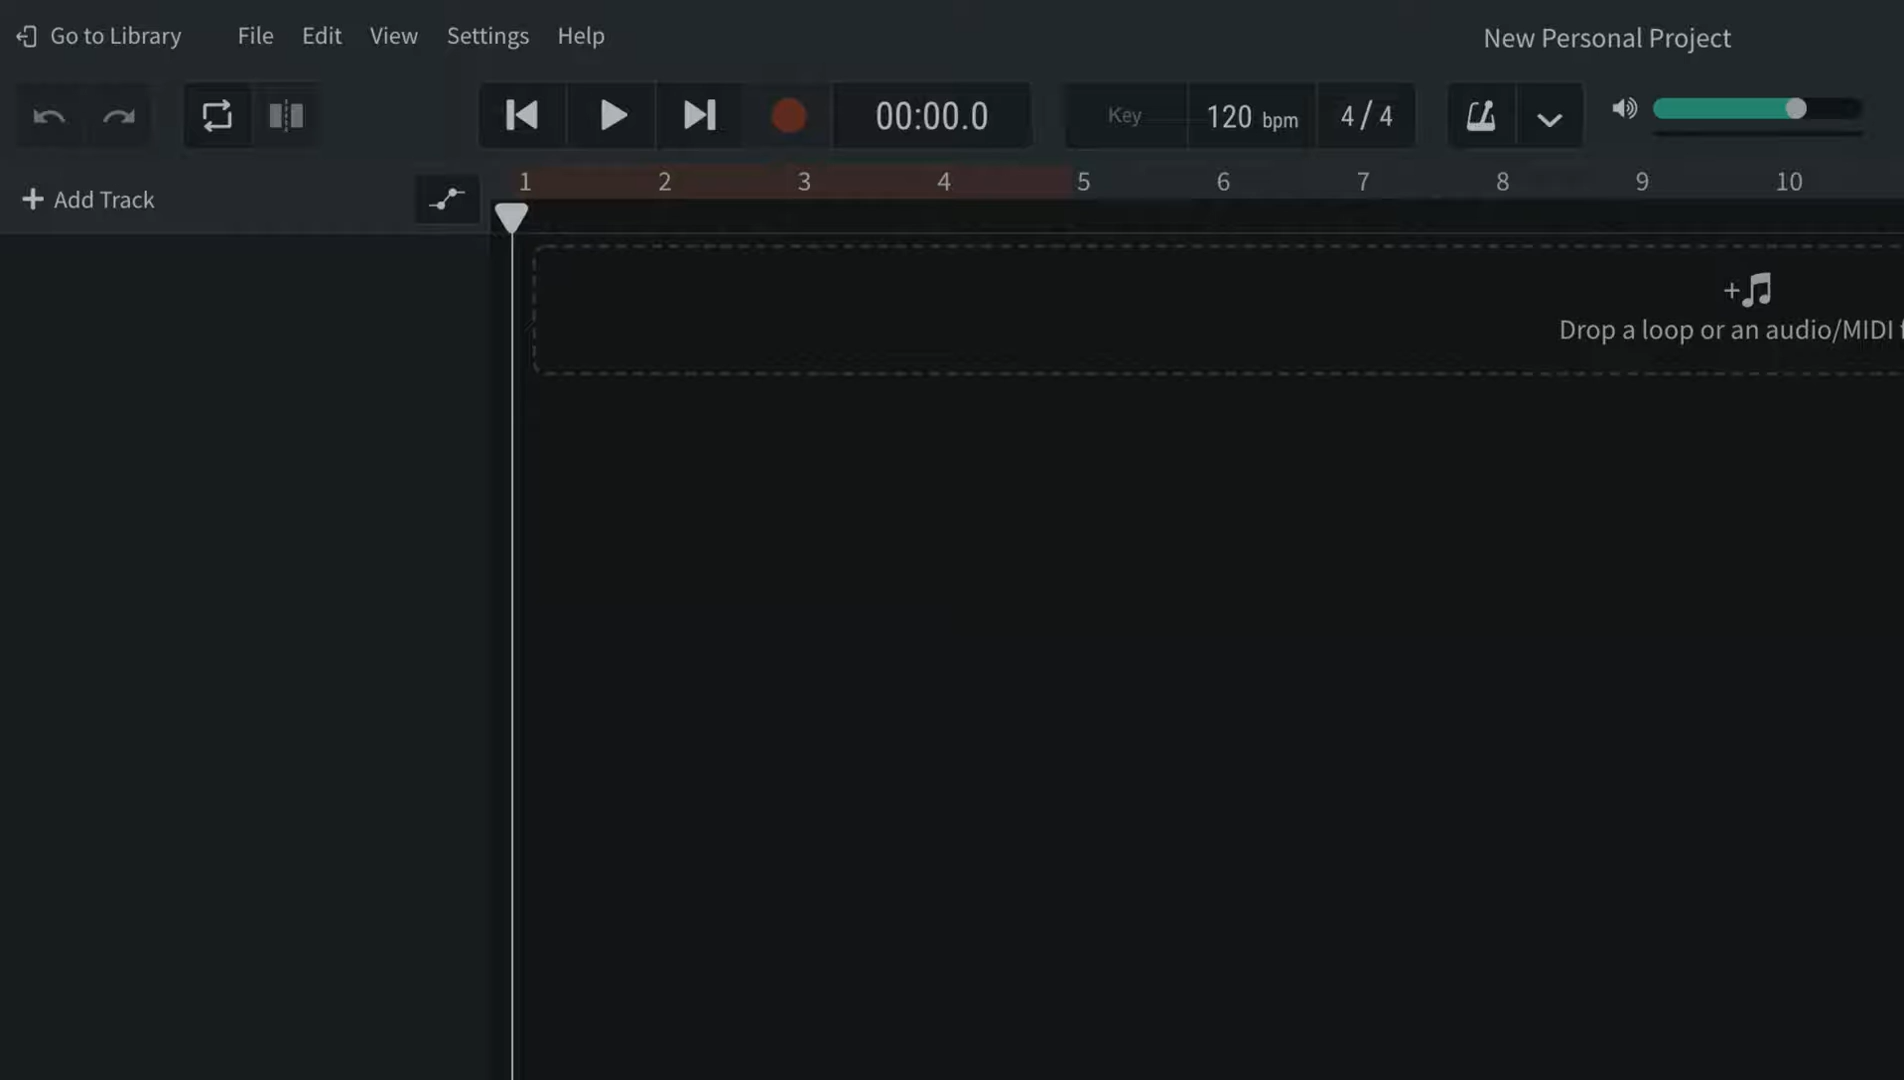 Go to Library File Edit View Settings Help New Personal Project
00:00.0 Key 120 bpm 4/4
+ Add Track 1 2 3 4 5 6 7 8 9 10
Drop a loop or an audio/MIDI